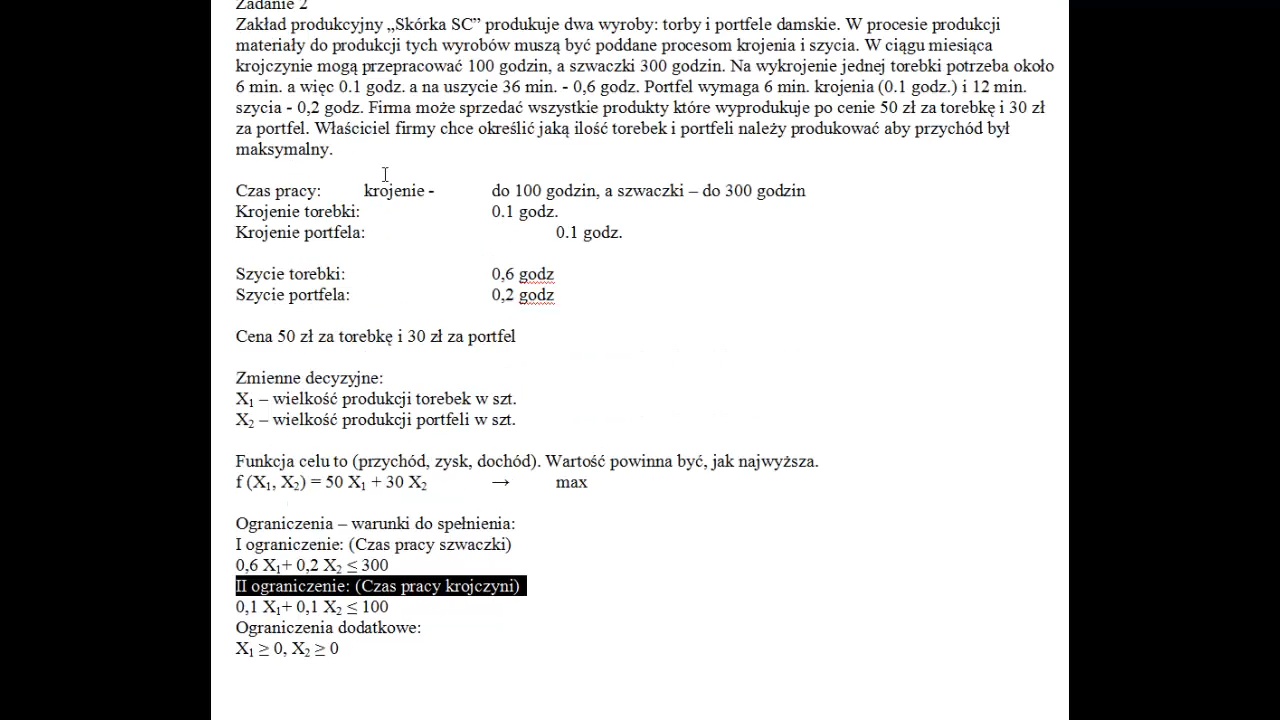 Zadanie 2
Zakład produkcyjny „Skórka SC” produkuje dwa wyroby: torby i portfele damskie. W procesie produkcji
materiały do produkcji tych wyrobów muszą być poddane procesom krojenia i szycia. W ciągu miesiąca
krojczynie mogą przepracować 100 godzin, a szwaczki 300 godzin. Na wykrojenie jednej torebki potrzeba około
6 min. a więc 0.1 godz. a na uszycie 36 min. - 0,6 godz. Portfel wymaga 6 min. krojenia (0.1 godz.) i 12 min.
szycia - 0,2 godz. Firma może sprzedać wszystkie produkty które wyprodukuje po cenie 50 zł za torebkę i 30 zł
za portfel. Właściciel firmy chce określić jaką ilość torebek i portfeli należy produkować aby przychód był
maksymalny.
Czas pracy: krojenie - do 100 godzin, a szwaczki – do 300 godzin
Krojenie torebki: 0.1 godz.
Krojenie portfela: 0.1 godz.
Szycie torebki: 0,6 godz
Szycie portfela: 0,2 godz
Cena 50 zł za torebkę i 30 zł za portfel
Zmienne decyzyjne:
X₁ – wielkość produkcji torebek w szt.
X₂ – wielkość produkcji portfeli w szt.
Funkcja celu to (przychód, zysk, dochód). Wartość powinna być, jak najwyższa.
f (X₁, X₂) = 50 X₁ + 30 X₂ → max
Ograniczenia – warunki do spełnienia:
I ograniczenie: (Czas pracy szwaczki)
0,6 X₁+ 0,2 X₂ ≤ 300
II ograniczenie: (Czas pracy krojczyni)
0,1 X₁+ 0,1 X₂ ≤ 100
Ograniczenia dodatkowe:
X₁ ≥ 0, X₂ ≥ 0